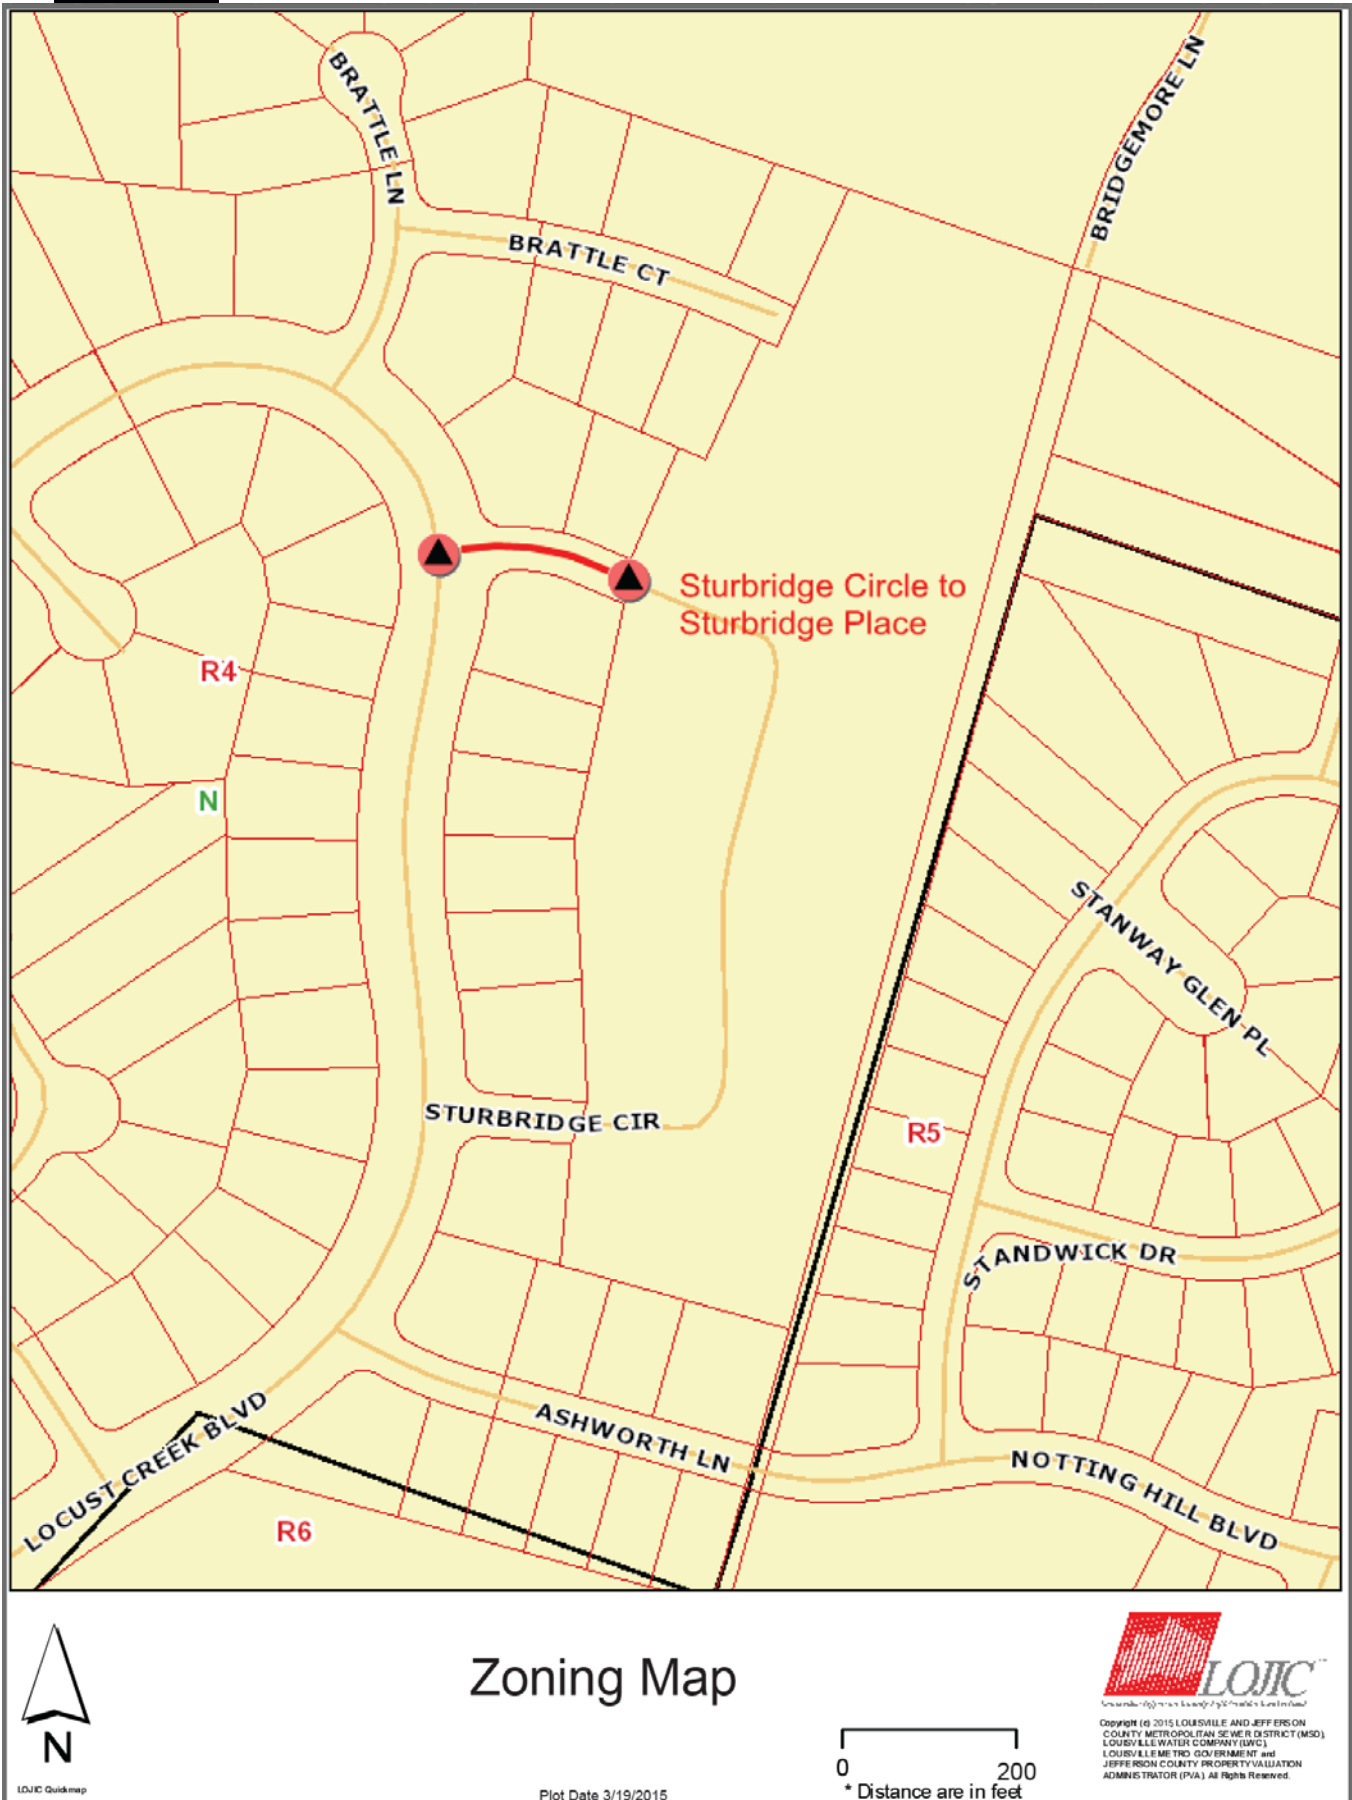 BRATTLE LN
BRIDGEMORE LN
BRATTLE CT
Sturbridge Circle to
Sturbridge Place
R4
N
STANWAY GLEN PL
STURBRIDGE CIR
R5
STANDWICK DR
LOCUST CREEK BLVD
ASHWORTH LN
NOTTING HILL BLVD
R6
N
LOJIC Quickmap
Zoning Map
Plot Date 3/19/2015
0
200
* Distance are in feet
LOJIC
Copyright (c) 2015 LOUISVILLE AND JEFFERSON
COUNTY METROPOLITAN SEWER DISTRICT (MSD),
LOUISVILLE WATER COMPANY (LWC),
LOUISVILLE METRO GOVERNMENT and
JEFFERSON COUNTY PROPERTY VALUATION
ADMINISTRATOR (PVA). All Rights Reserved.